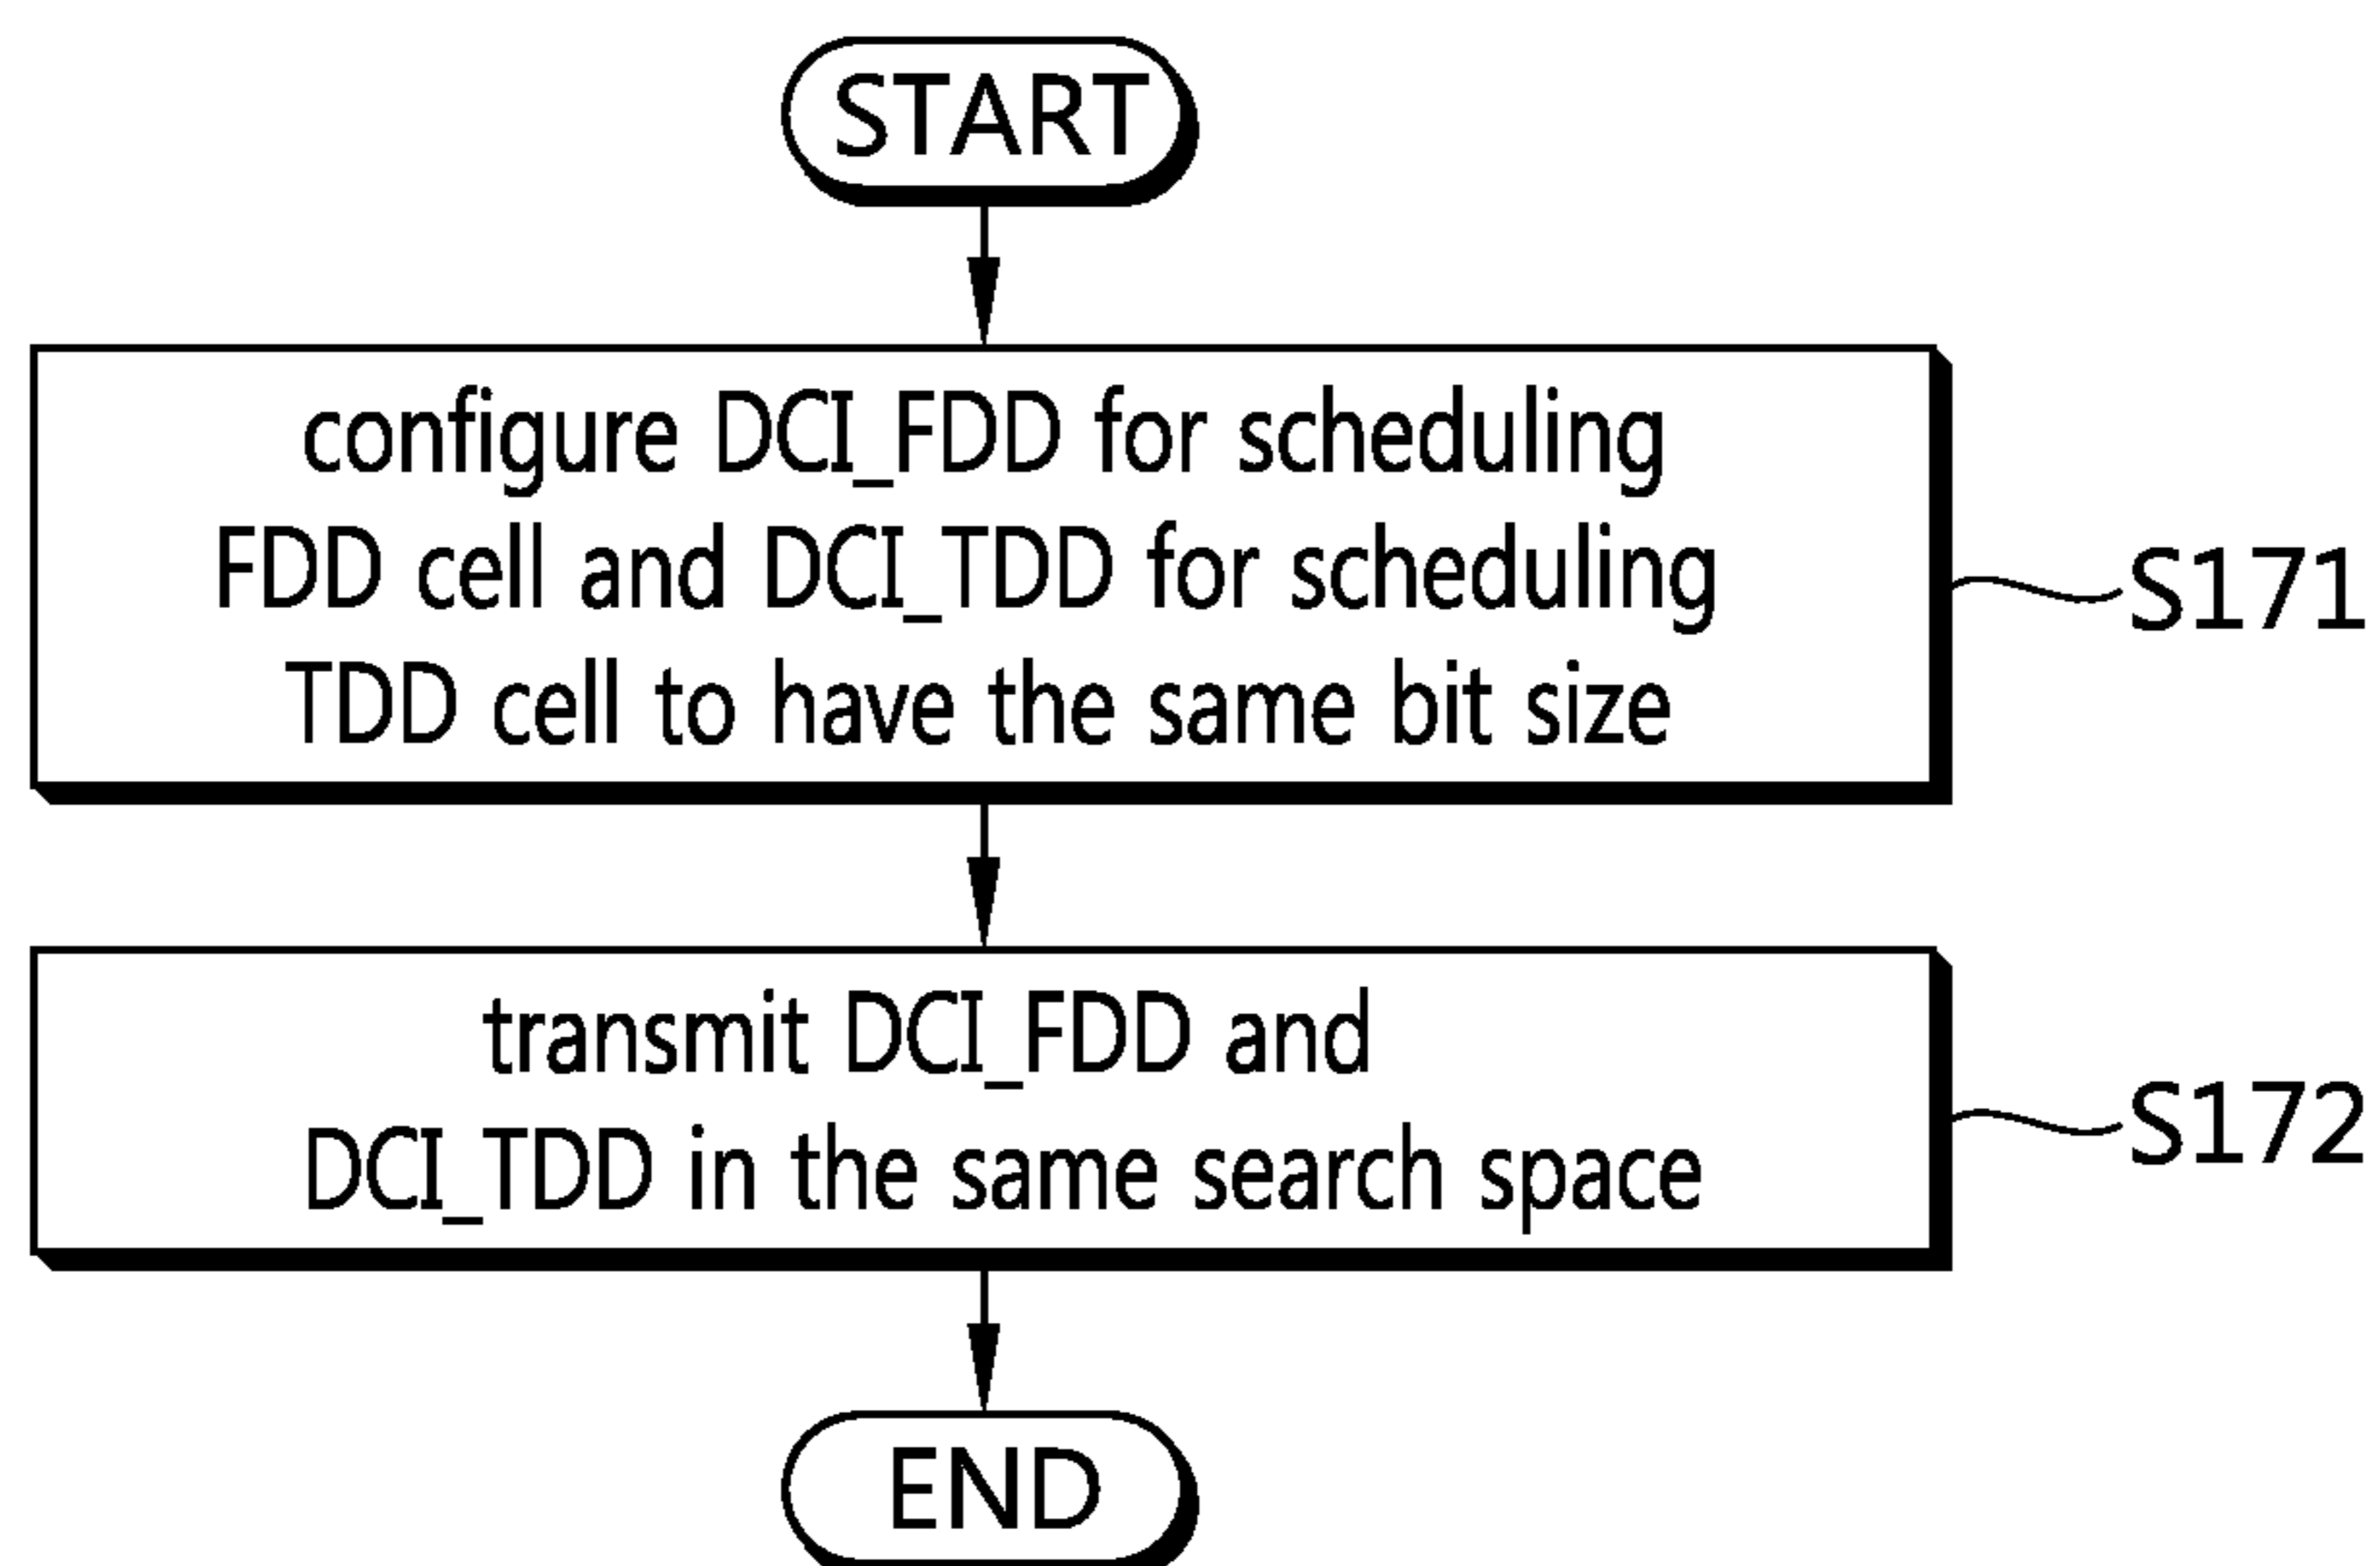 START
configure DCI_FDD for scheduling
FDD cell and DCI_TDD for scheduling
TDD cell to have the same bit size
S171
transmit DCI_FDD and
DCI_TDD in the same search space
S172
END